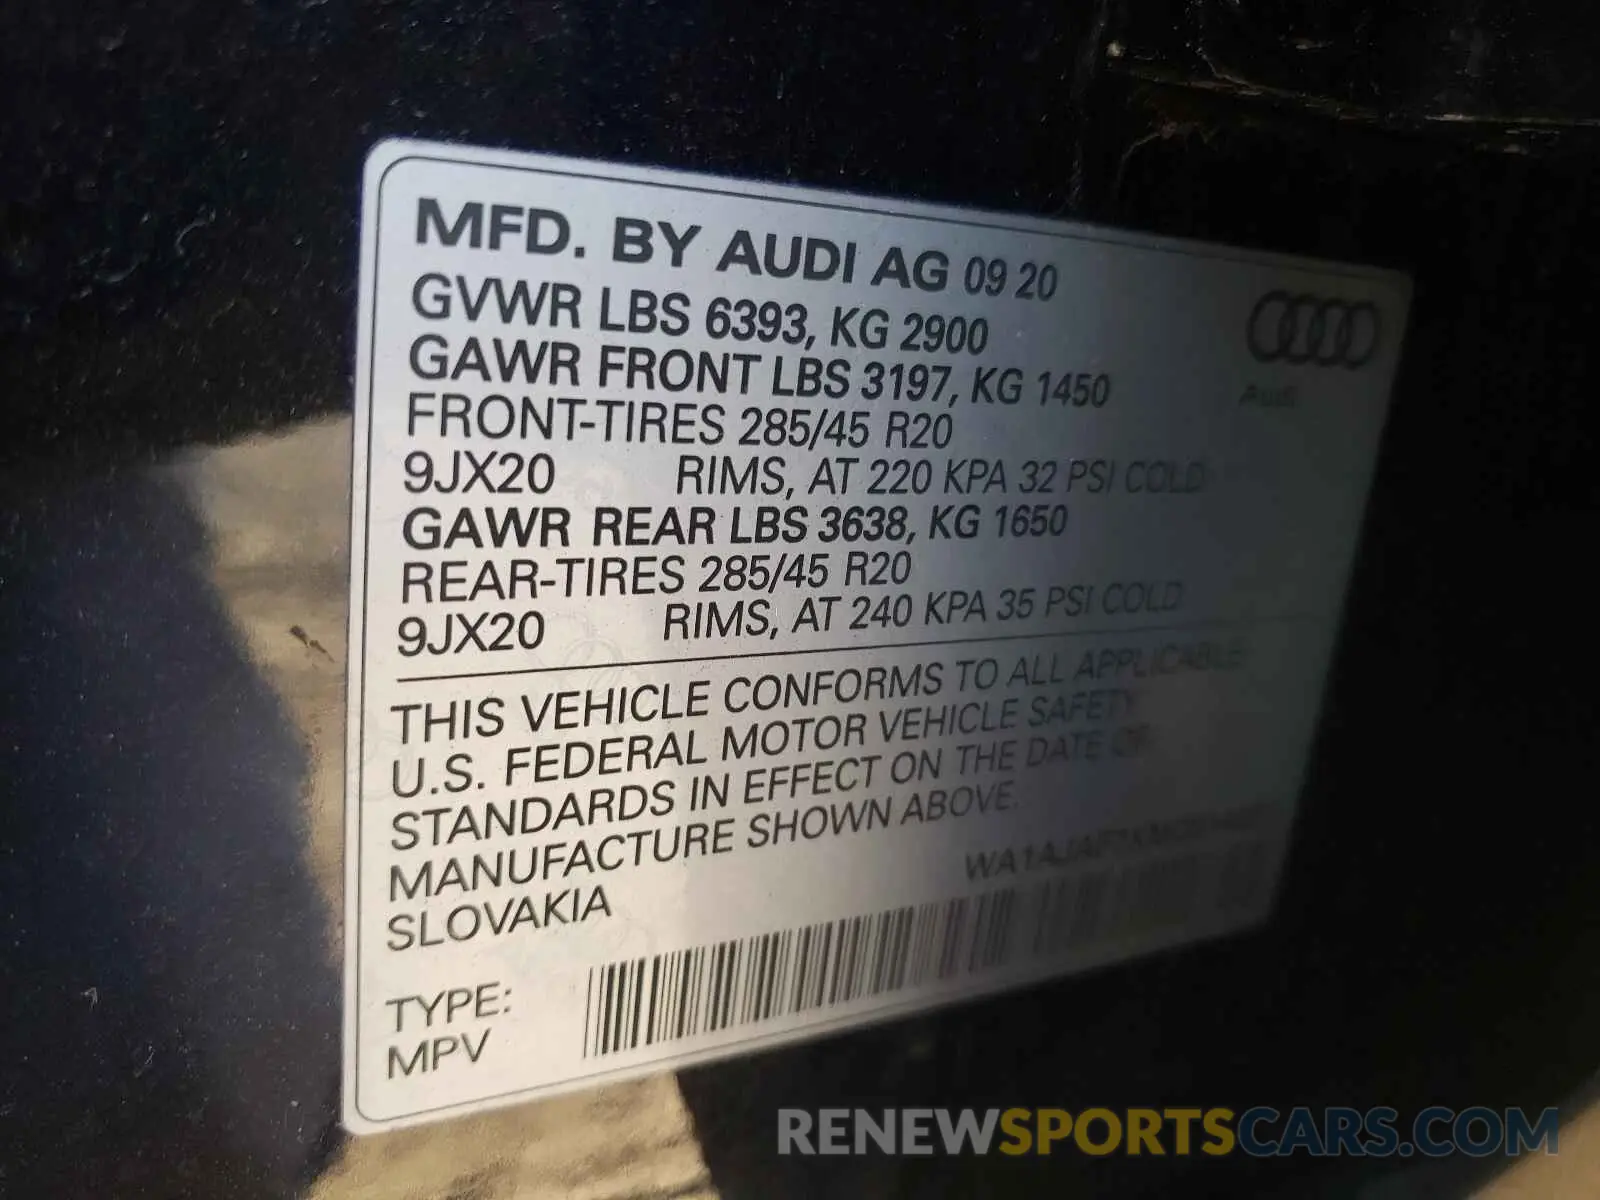 MFD. BY AUDI AG 09 20
GVWR LBS 6393, KG 2900
GAWR FRONT LBS 3197, KG 1450
FRONT-TIRES 285/45 R20
9JX20 RIMS, AT 220 KPA 32 PSI COLD
GAWR REAR LBS 3638, KG 1650
REAR-TIRES 285/45 R20
9JX20 RIMS, AT 240 KPA 35 PSI COLD
Audi
THIS VEHICLE CONFORMS TO ALL APPLICABLE
U.S. FEDERAL MOTOR VEHICLE SAFETY
STANDARDS IN EFFECT ON THE DATE OF
MANUFACTURE SHOWN ABOVE.
SLOVAKIA
TYPE:
MPV
RENEWSPORTSCARS.COM